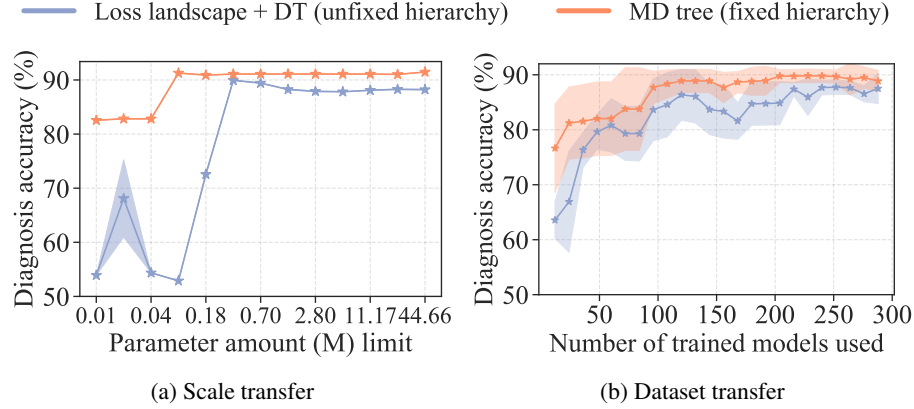 Loss landscape + DT (unfixed hierarchy) MD tree (fixed hierarchy)
Diagnosis accuracy (%)
90
80
70
60
50
0.01 0.04 0.18 0.70 2.80 11.17 44.66
Parameter amount (M) limit
(a) Scale transfer
Diagnosis accuracy (%)
90
80
70
60
50
50 100 150 200 250 300
Number of trained models used
(b) Dataset transfer